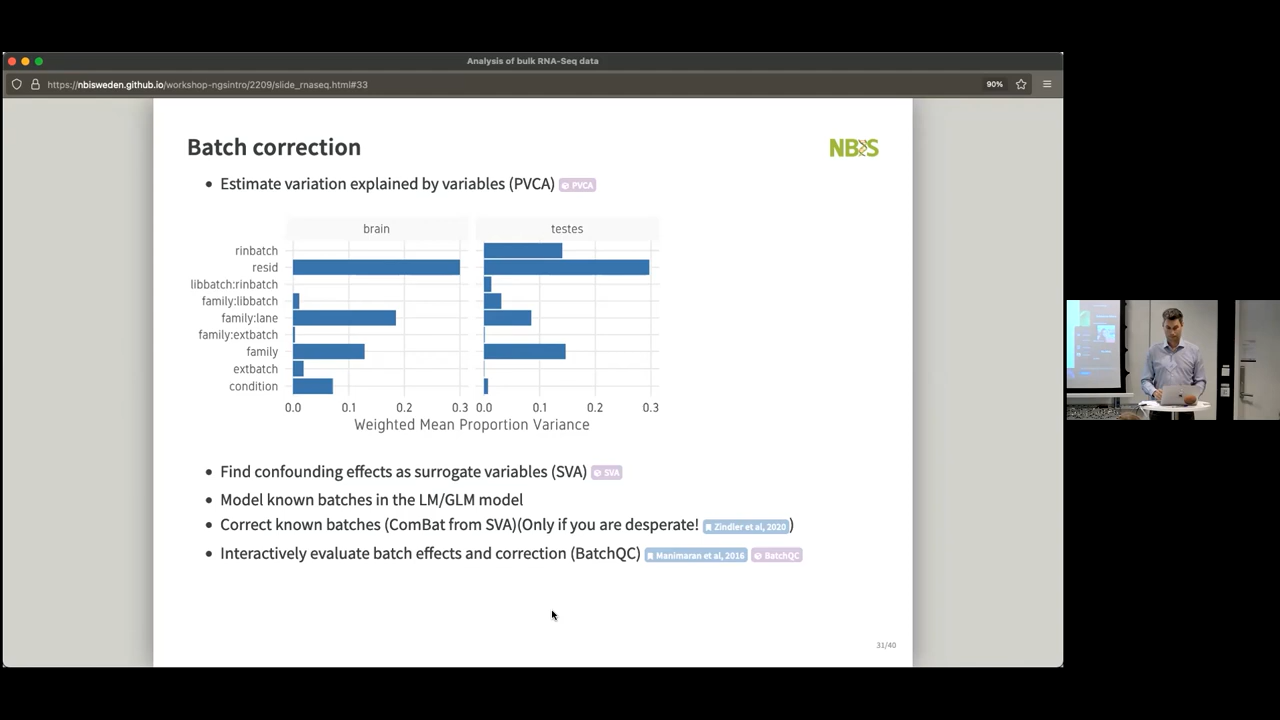 Analysis of bulk RNA-Seq data
https://nbisweden.github.io/workshop-ngsintro/2209/slide_rnaseq.html#33
90%
Batch correction
NBIS
• Estimate variation explained by variables (PVCA) PVCA
brain testes
rinbatch
resid
libbatch:rinbatch
family:libbatch
family:lane
family:extbatch
family
extbatch
condition
0.0 0.1 0.2 0.3 0.0 0.1 0.2 0.3
Weighted Mean Proportion Variance
• Find confounding effects as surrogate variables (SVA) SVA
• Model known batches in the LM/GLM model
• Correct known batches (ComBat from SVA)(Only if you are desperate! Zindler et al, 2020)
• Interactively evaluate batch effects and correction (BatchQC) Manimaran et al, 2016 BatchQC
31/40